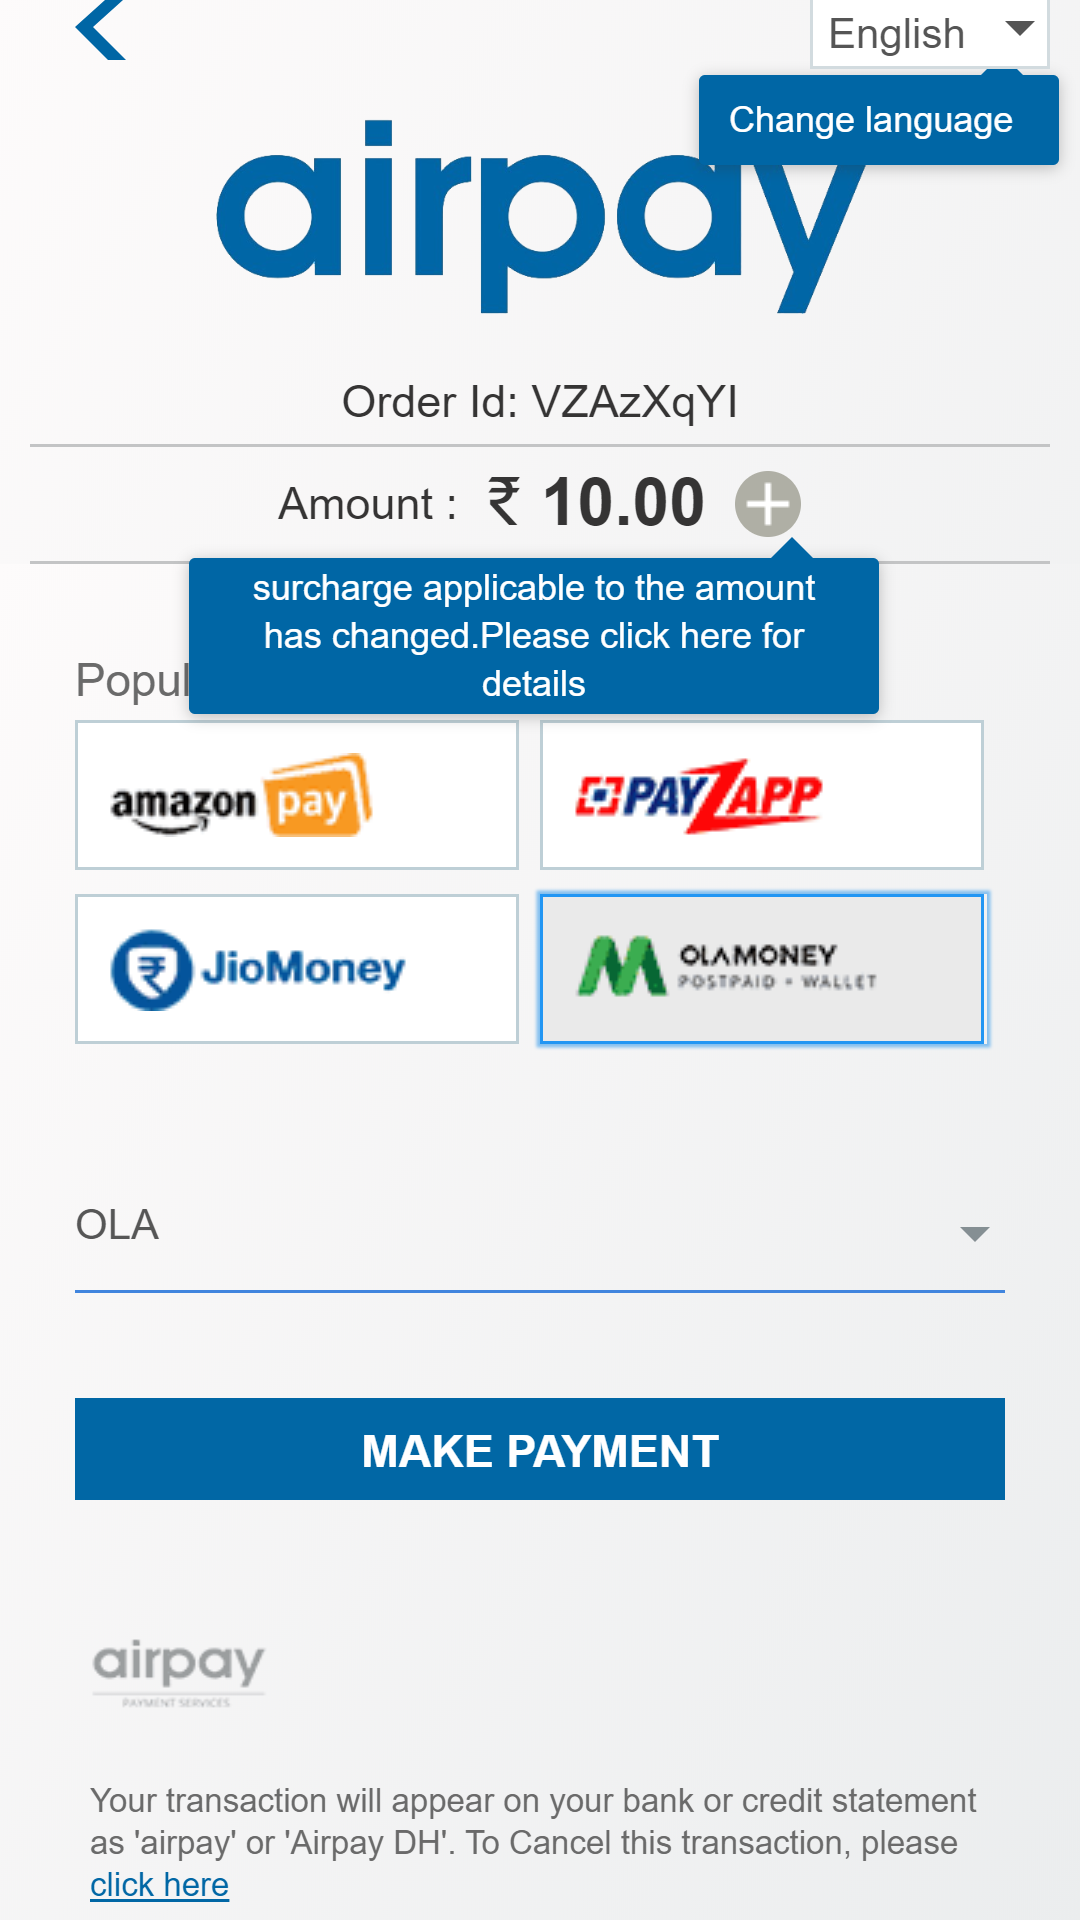 English
Change language
airpay
Order Id: VZAzXqYI
Amount : ₹ 10.00
surcharge applicable to the amount
has changed.Please click here for
details
Popul
amazon pay
PAYZAPP
JioMoney
OLAMONEY
POSTPAID + WALLET
OLA
MAKE PAYMENT
airpay
PAYMENT SERVICES
Your transaction will appear on your bank or credit statement
as 'airpay' or 'Airpay DH'. To Cancel this transaction, please
click here